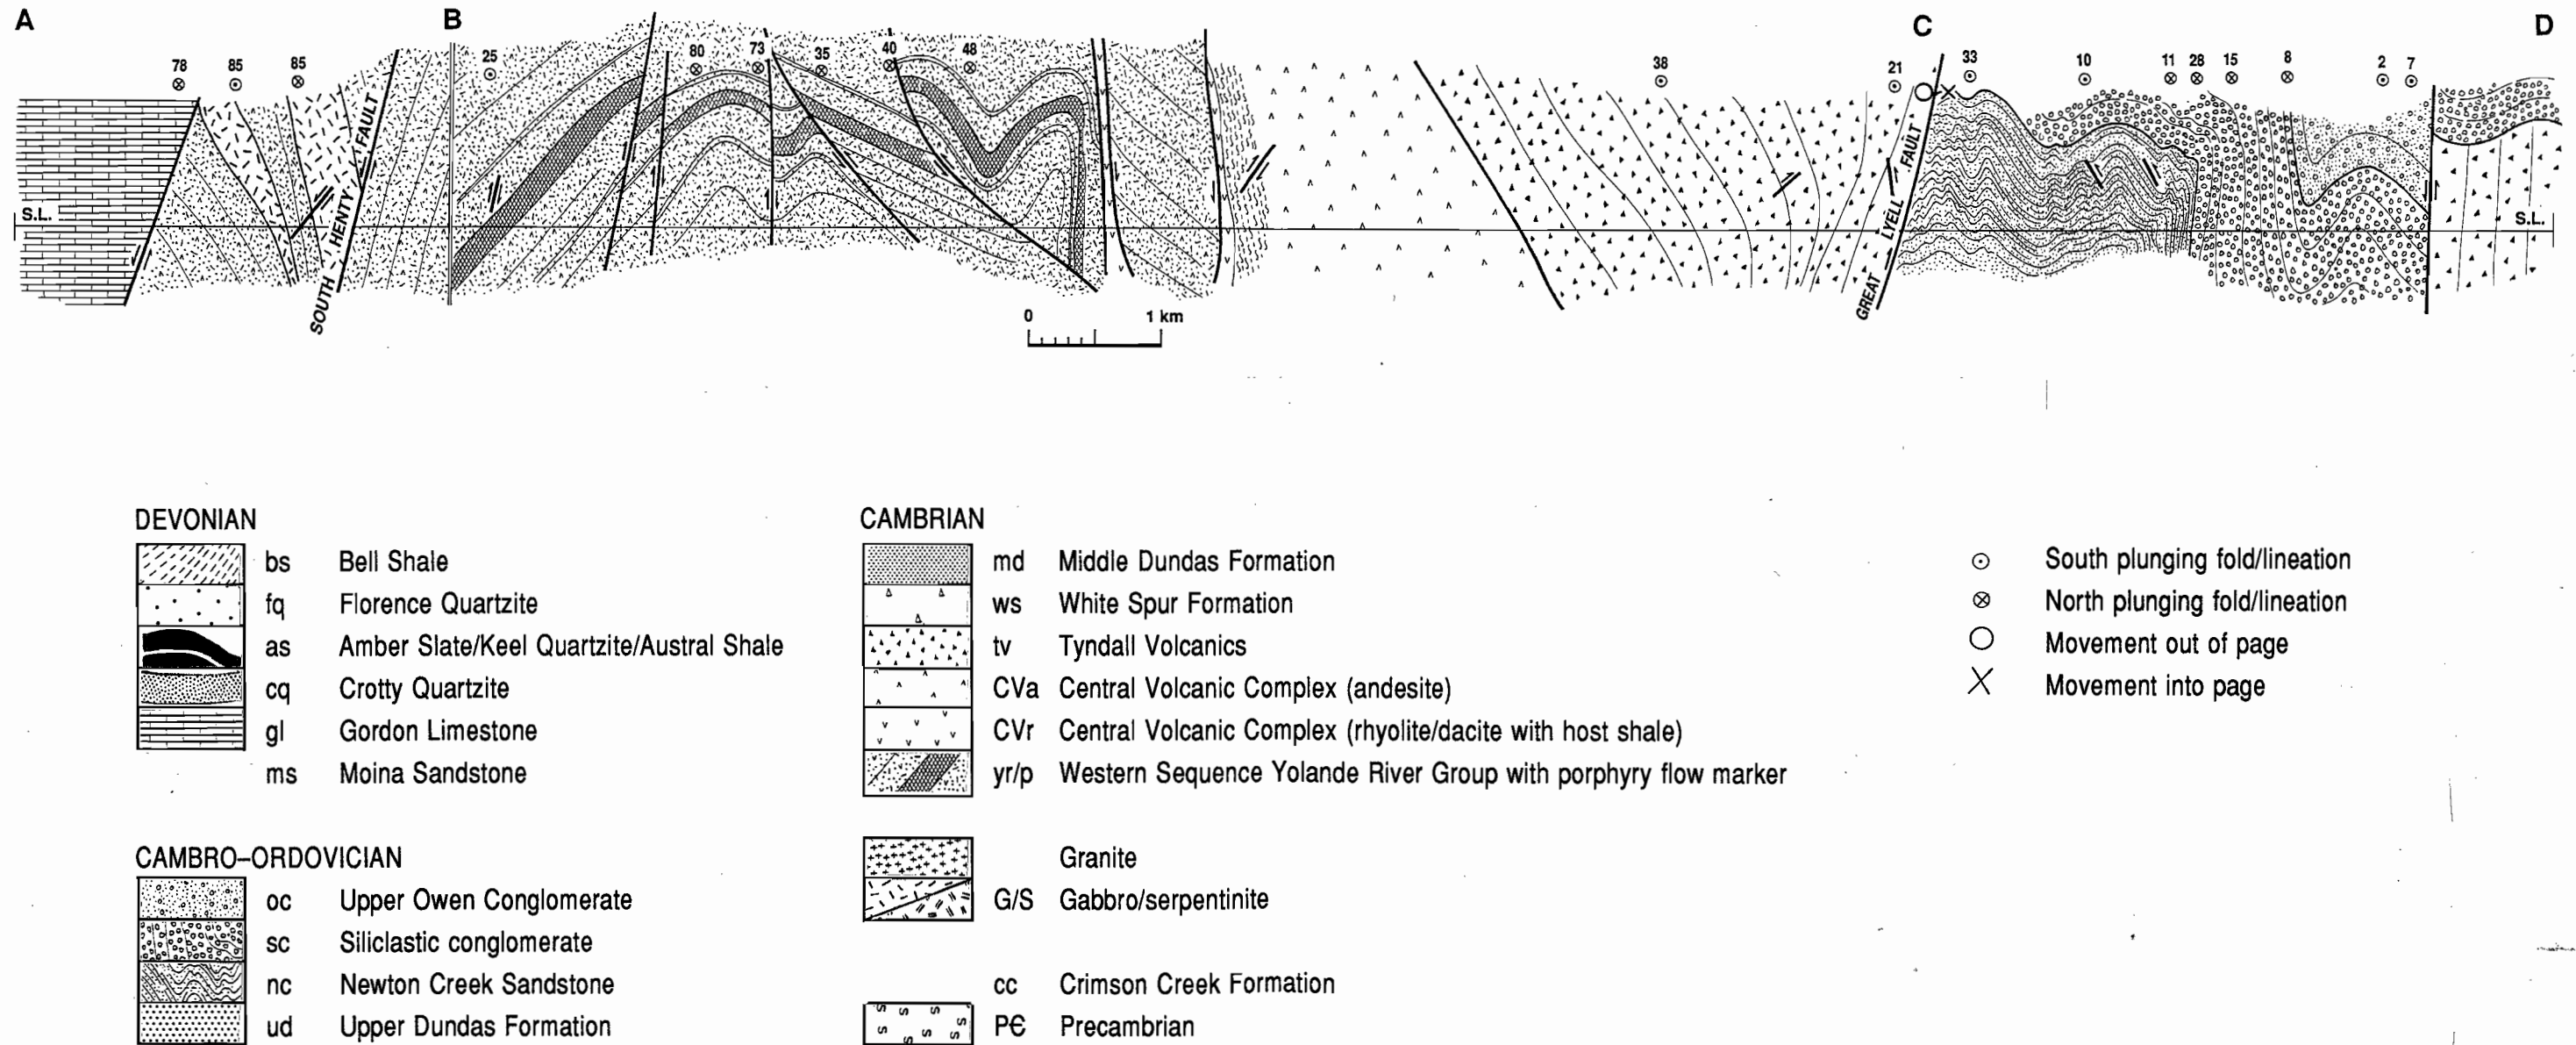 A B C D
78 85 85 25 80 73 35 40 48 38 21 33 10 11 28 15 8 2 7
S.L. S.L.
SOUTH - HENTY FAULT
GREAT LYELL FAULT
0 1 km
DEVONIAN
bs Bell Shale
fq Florence Quartzite
as Amber Slate/Keel Quartzite/Austral Shale
cq Crotty Quartzite
gl Gordon Limestone
ms Moina Sandstone
CAMBRO–ORDOVICIAN
oc Upper Owen Conglomerate
sc Siliclastic conglomerate
nc Newton Creek Sandstone
ud Upper Dundas Formation
CAMBRIAN
md Middle Dundas Formation
ws White Spur Formation
tv Tyndall Volcanics
CVa Central Volcanic Complex (andesite)
CVr Central Volcanic Complex (rhyolite/dacite with host shale)
yr/p Western Sequence Yolande River Group with porphyry flow marker
Granite
G/S Gabbro/serpentinite
cc Crimson Creek Formation
PЄ Precambrian
South plunging fold/lineation
North plunging fold/lineation
Movement out of page
Movement into page